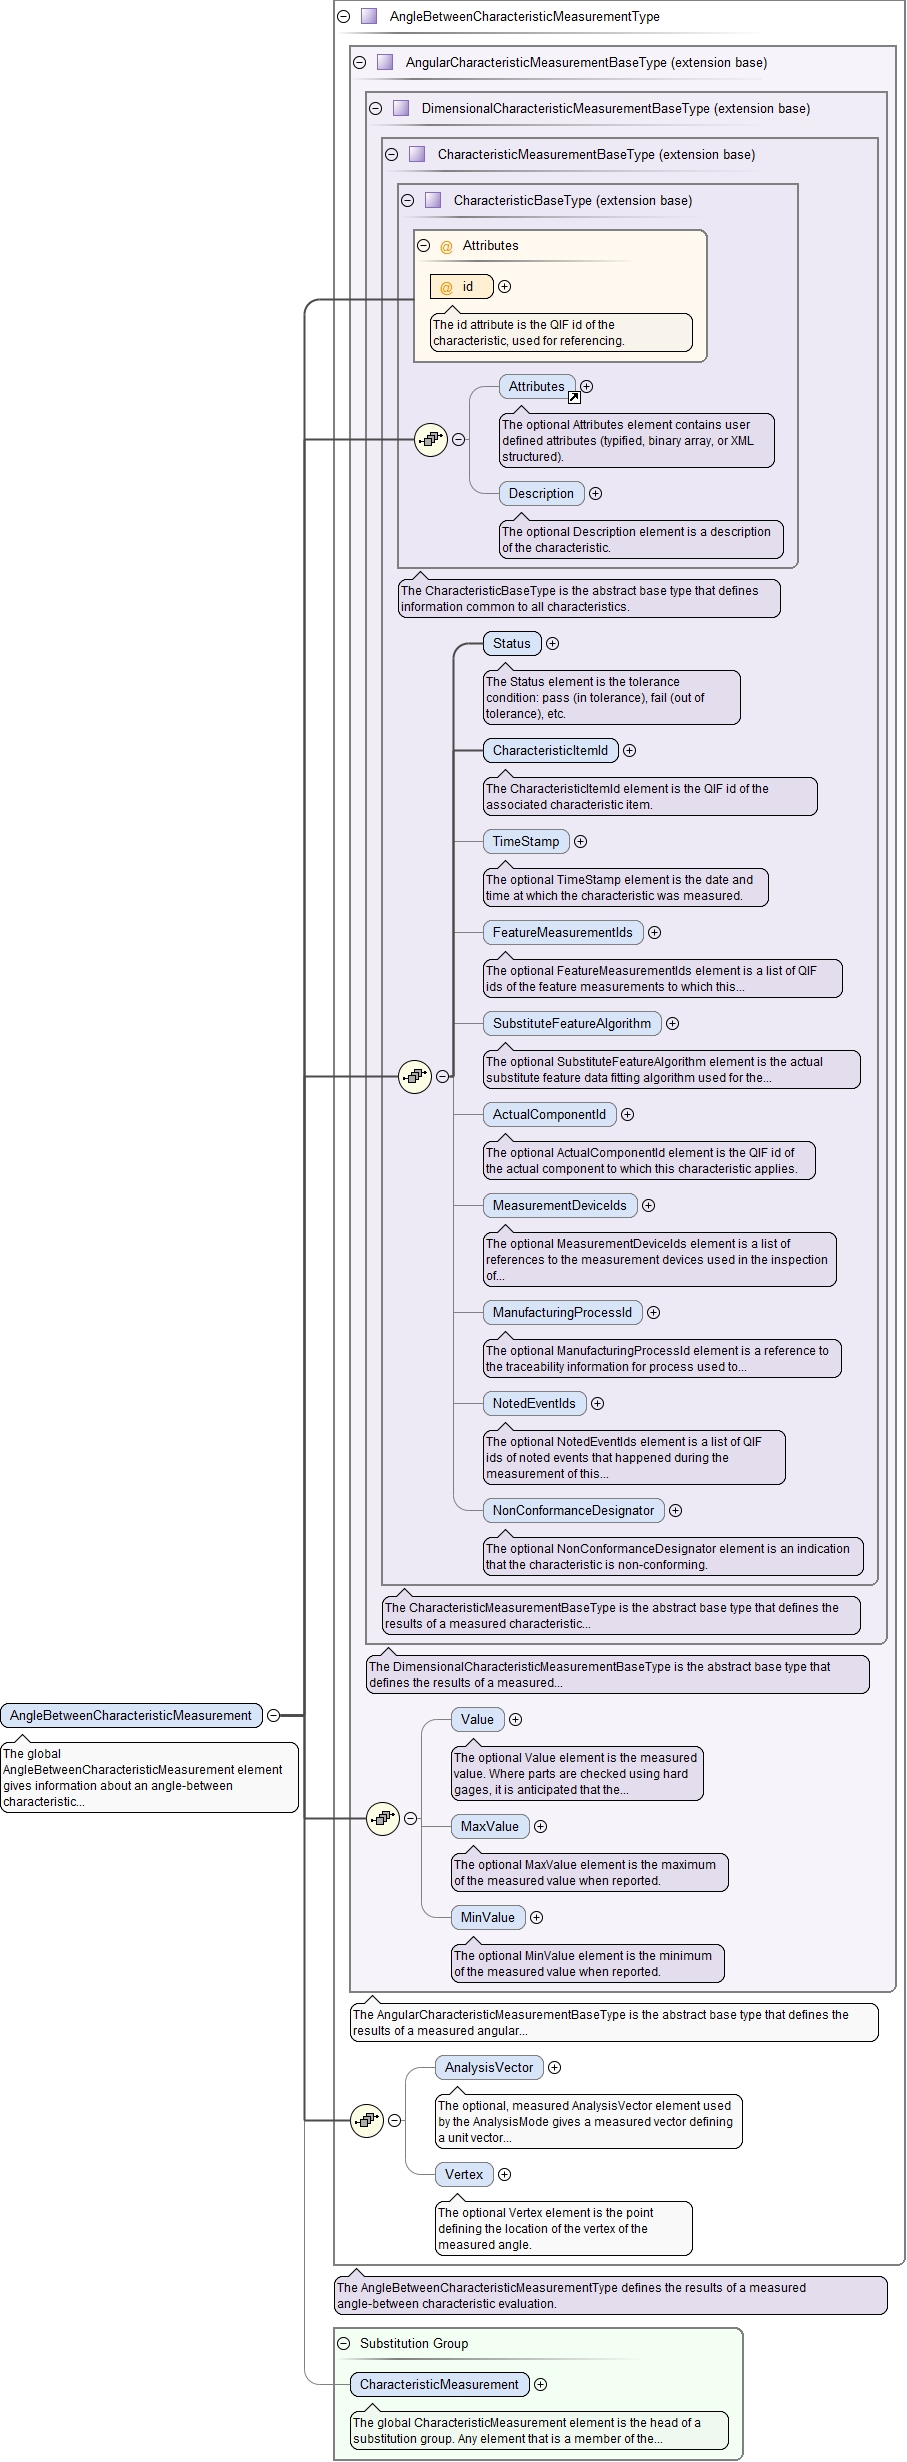 AngleBetweenCharacteristicMeasurementType
AngularCharacteristicMeasurementBaseType (extension base)
DimensionalCharacteristicMeasurementBaseType (extension base)
CharacteristicMeasurementBaseType (extension base)
CharacteristicBaseType (extension base)
@ Attributes
@ id
The id attribute is the QIF id of the
characteristic, used for referencing.
Attributes
The optional Attributes element contains user
defined attributes (typified, binary array, or XML
structured).
Description
The optional Description element is a description
of the characteristic.
The CharacteristicBaseType is the abstract base type that defines
information common to all characteristics.
Status
The Status element is the tolerance
condition: pass (in tolerance), fail (out of
tolerance), etc.
CharacteristicItemId
The CharacteristicItemId element is the QIF id of the
associated characteristic item.
TimeStamp
The optional TimeStamp element is the date and
time at which the characteristic was measured.
FeatureMeasurementIds
The optional FeatureMeasurementIds element is a list of QIF
ids of the feature measurements to which this...
SubstituteFeatureAlgorithm
The optional SubstituteFeatureAlgorithm element is the actual
substitute feature data fitting algorithm used for the...
ActualComponentId
The optional ActualComponentId element is the QIF id of
the actual component to which this characteristic applies.
MeasurementDeviceIds
The optional MeasurementDeviceIds element is a list of
references to the measurement devices used in the inspection
of...
ManufacturingProcessId
The optional ManufacturingProcessId element is a reference to
the traceability information for process used to...
NotedEventIds
The optional NotedEventIds element is a list of QIF
ids of noted events that happened during the
measurement of this...
NonConformanceDesignator
The optional NonConformanceDesignator element is an indication
that the characteristic is non-conforming.
The CharacteristicMeasurementBaseType is the abstract base type that defines the
results of a measured characteristic...
The DimensionalCharacteristicMeasurementBaseType is the abstract base type that
defines the results of a measured...
AngleBetweenCharacteristicMeasurement
The global
AngleBetweenCharacteristicMeasurement element
gives information about an angle-between
characteristic...
Value
The optional Value element is the measured
value. Where parts are checked using hard
gages, it is anticipated that the...
MaxValue
The optional MaxValue element is the maximum
of the measured value when reported.
MinValue
The optional MinValue element is the minimum
of the measured value when reported.
The AngularCharacteristicMeasurementBaseType is the abstract base type that defines the
results of a measured angular...
AnalysisVector
The optional, measured AnalysisVector element used
by the AnalysisMode gives a measured vector defining
a unit vector...
Vertex
The optional Vertex element is the point
defining the location of the vertex of the
measured angle.
The AngleBetweenCharacteristicMeasurementType defines the results of a measured
angle-between characteristic evaluation.
Substitution Group
CharacteristicMeasurement
The global CharacteristicMeasurement element is the head of a
substitution group. Any element that is a member of the...